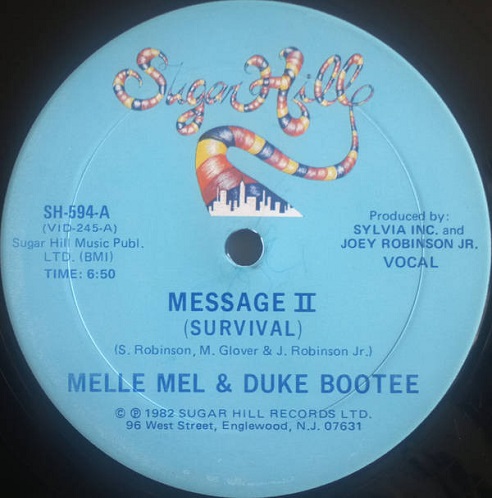 Sugar Hill
SH-594-A
(VID-245-A)
Sugar Hill Music Publ.
LTD. (BMI)
TIME: 6:50
Produced by:
SYLVIA INC. and
JOEY ROBINSON JR.
VOCAL
MESSAGE II
(SURVIVAL)
(S. Robinson, M. Glover & J. Robinson Jr.)
MELLE MEL & DUKE BOOTEE
© ℗ 1982 SUGAR HILL RECORDS LTD.
96 West Street, Englewood, N.J. 07631